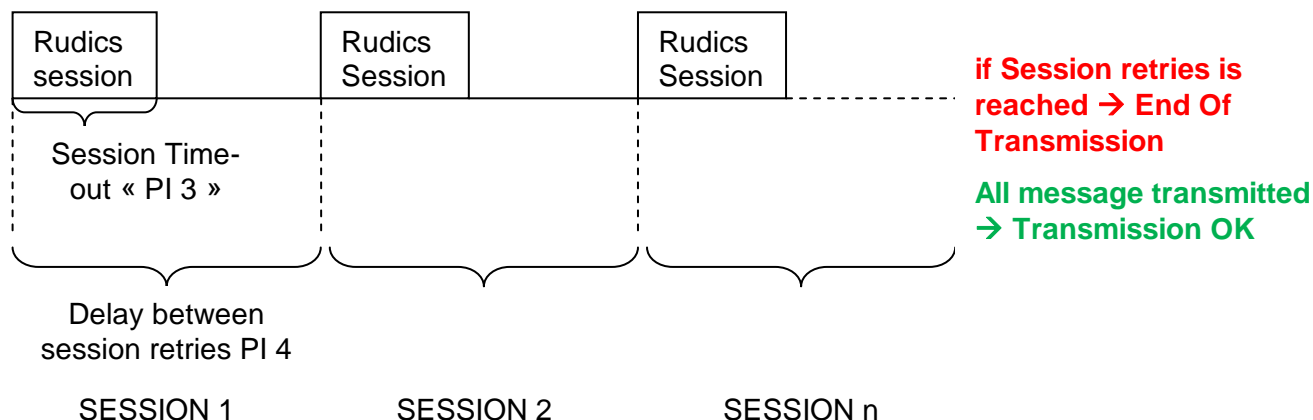 Rudics
session
Rudics
Session
Rudics
Session
if Session retries is
reached → End Of
Transmission
Session Time-
out « PI 3 »
All message transmitted
→ Transmission OK
Delay between
session retries PI 4
SESSION 1
SESSION 2
SESSION n